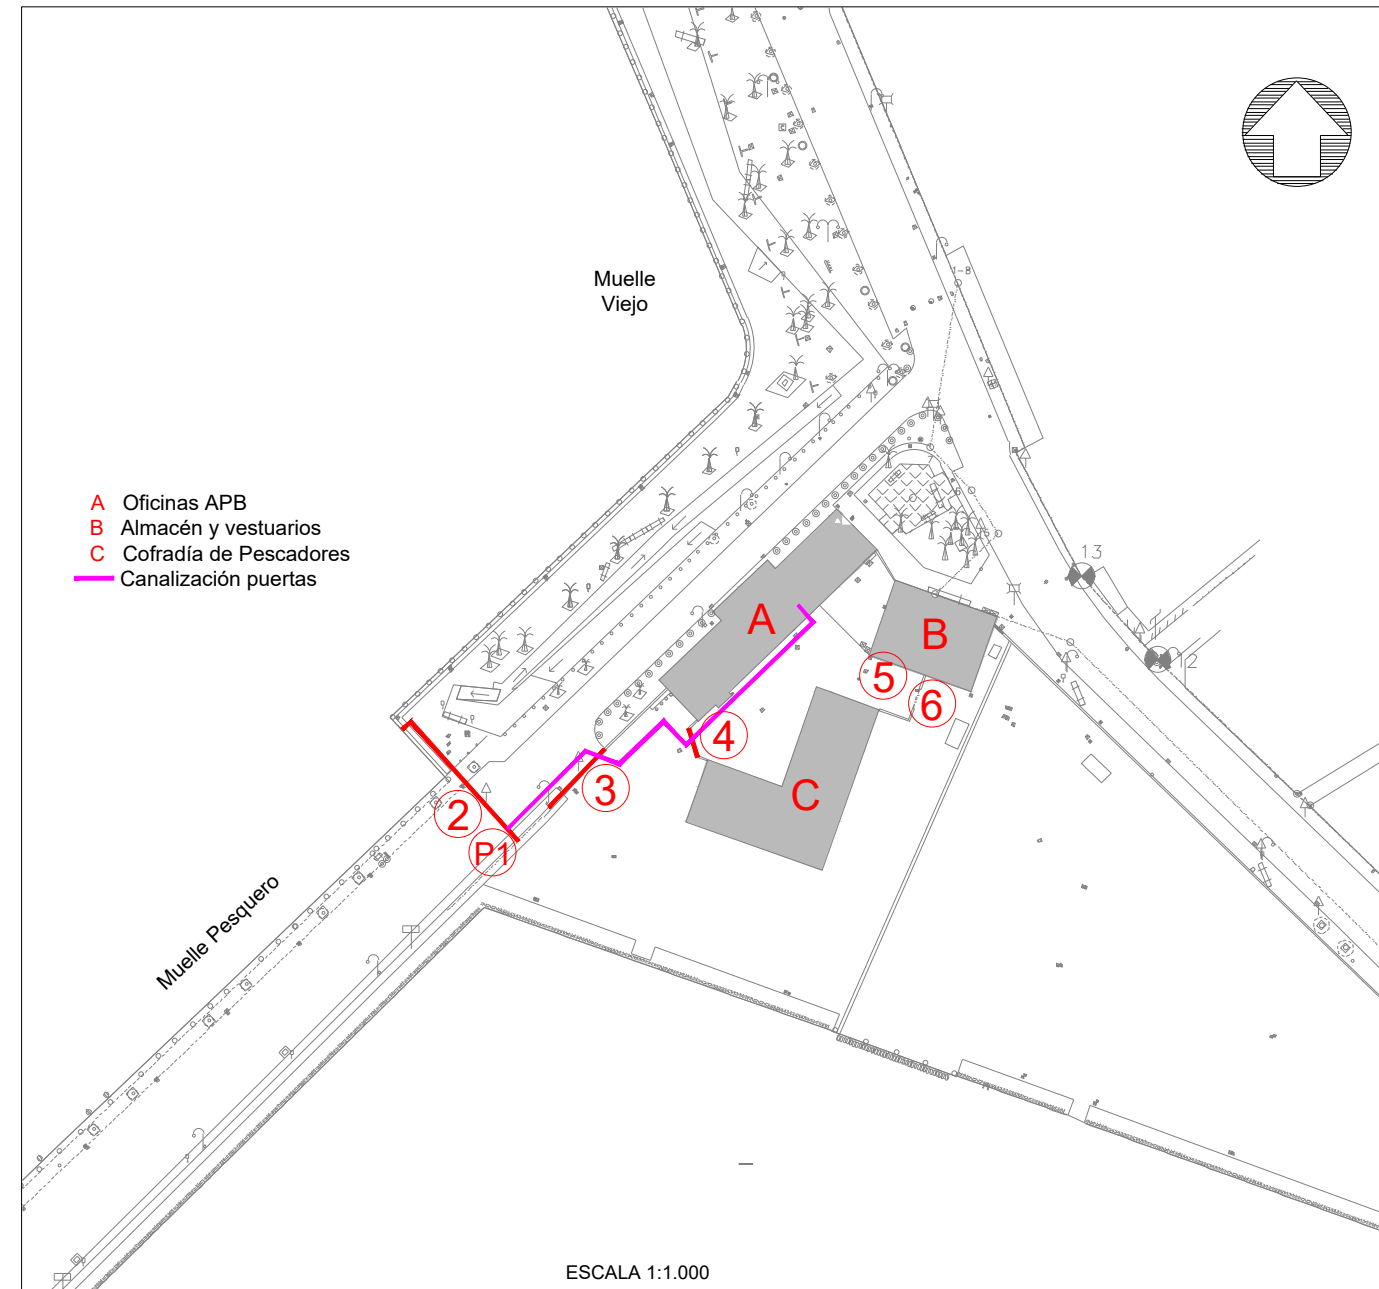 Muelle
Viejo
1-B
A Oficinas APB
B Almacén y vestuarios
C Cofradía de Pescadores
Canalización puertas
13
12
A
B
5
6
4
C
3
2
P1
Muelle Pesquero
ESCALA 1:1.000